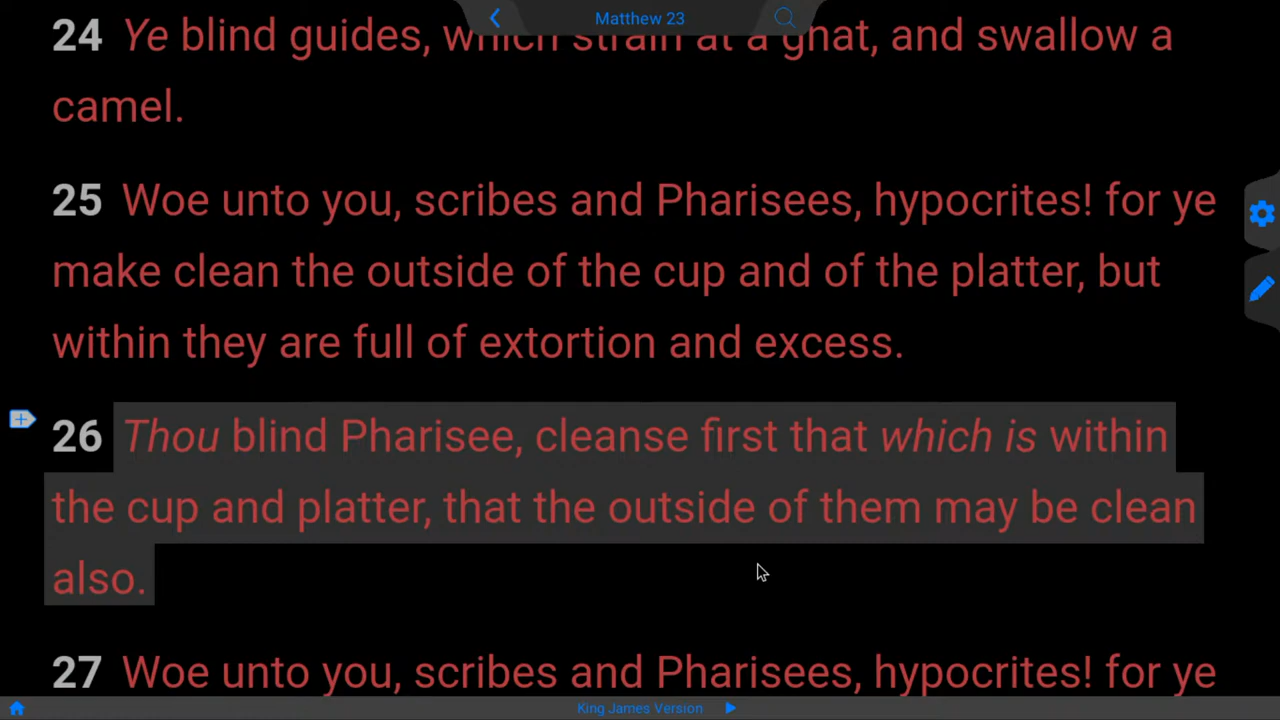 Matthew 23
24 Ye blind guides, which strain at a gnat, and swallow a
camel.
25 Woe unto you, scribes and Pharisees, hypocrites! for ye
make clean the outside of the cup and of the platter, but
within they are full of extortion and excess.
26 Thou blind Pharisee, cleanse first that which is within
the cup and platter, that the outside of them may be clean
also.
27 Woe unto you, scribes and Pharisees, hypocrites! for ye
King James Version